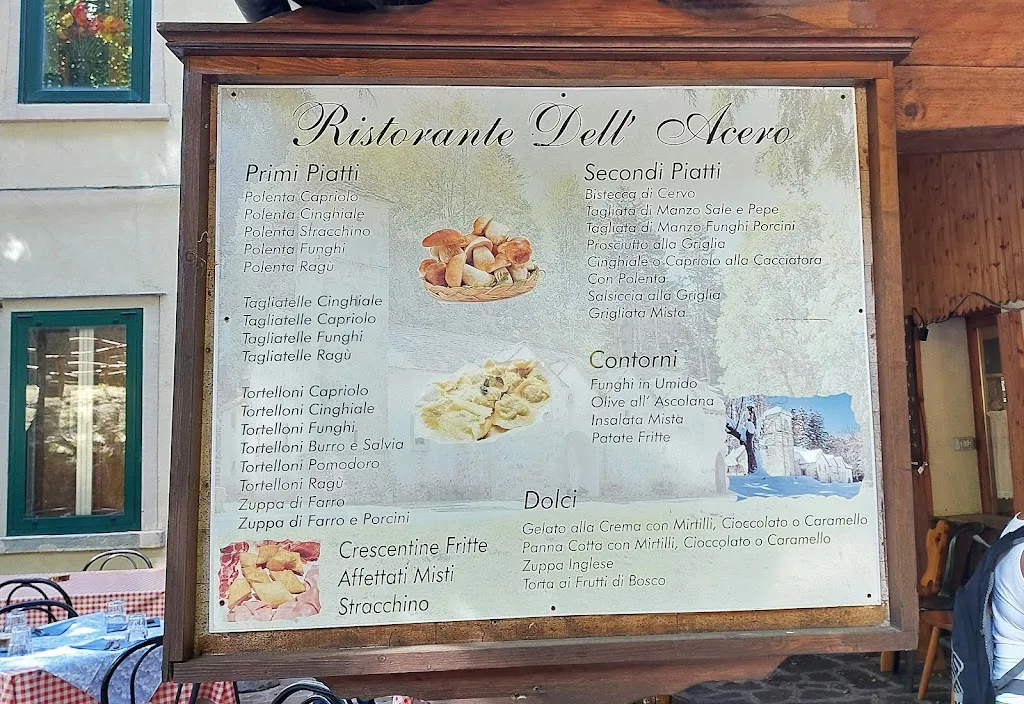 Ristorante Dell' Acero
Primi Piatti
Polenta Capriolo
Polenta Cinghiale
Polenta Stracchino
Polenta Funghi
Polenta Ragù
Tagliatelle Cinghiale
Tagliatelle Capriolo
Tagliatelle Funghi
Tagliatelle Ragù
Tortelloni Capriolo
Tortelloni Cinghiale
Tortelloni Funghi
Tortelloni Burro e Salvia
Tortelloni Pomodoro
Tortelloni Ragù
Zuppa di Farro
Zuppa di Farro e Porcini
Crescentine Fritte
Affettati Misti
Stracchino
Secondi Piatti
Bistecca di Cervo
Tagliata di Manzo Sale e Pepe
Tagliata di Manzo Funghi Porcini
Prosciutto alla Griglia
Cinghiale o Capriolo alla Cacciatora
Con Polenta
Salsiccia alla Griglia
Grigliata Mista
Contorni
Funghi in Umido
Olive all' Ascolana
Insalata Mista
Patate Fritte
Dolci
Gelato alla Crema con Mirtilli, Cioccolato o Caramello
Panna Cotta con Mirtilli, Cioccolato o Caramello
Zuppa Inglese
Torta ai Frutti di Bosco